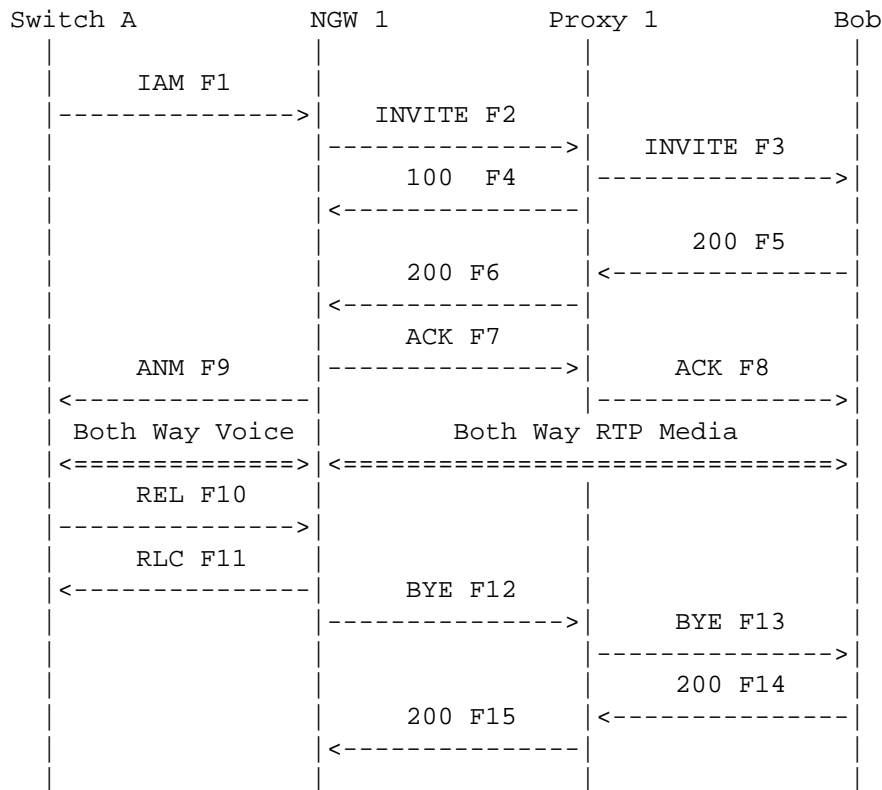 Switch A NGW 1 Proxy 1 Bob
IAM F1
INVITE F2
INVITE F3
100 F4
200 F5
200 F6
ACK F7
ANM F9 ACK F8
Both Way Voice Both Way RTP Media
REL F10
RLC F11
BYE F12
BYE F13
200 F14
200 F15